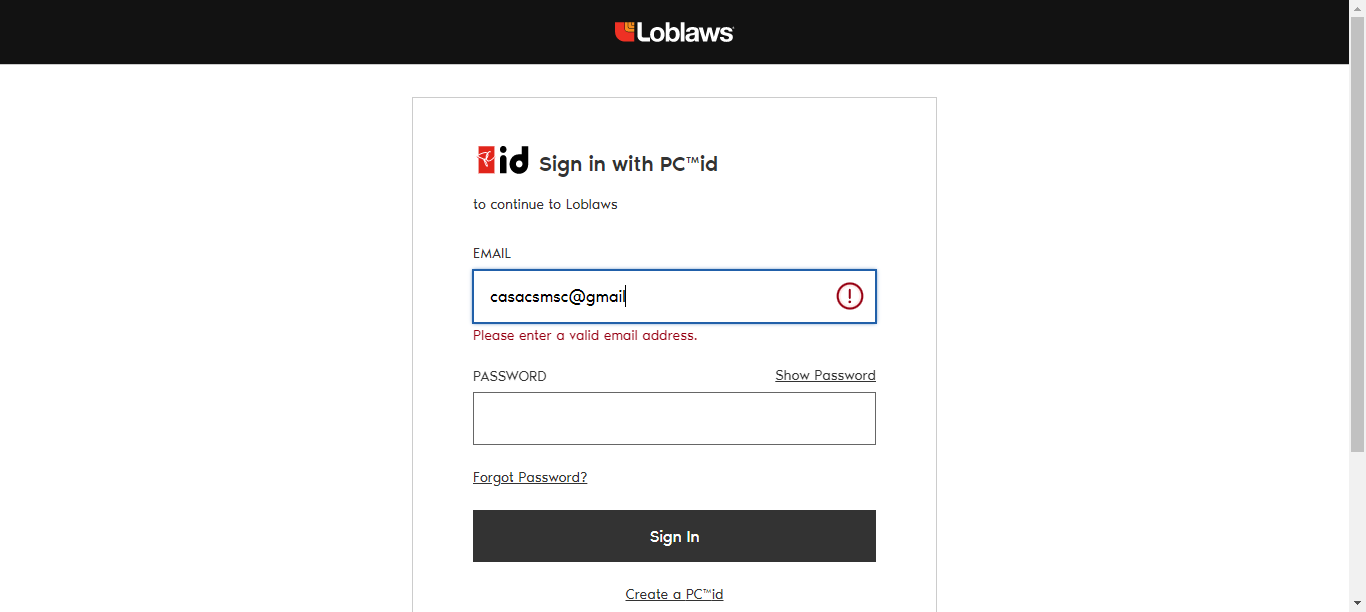 Loblaws
id Sign in with PC™id
to continue to Loblaws
EMAIL
casacsmsc@gmail
Please enter a valid email address.
PASSWORD Show Password
Forgot Password?
Sign In
Create a PC™id